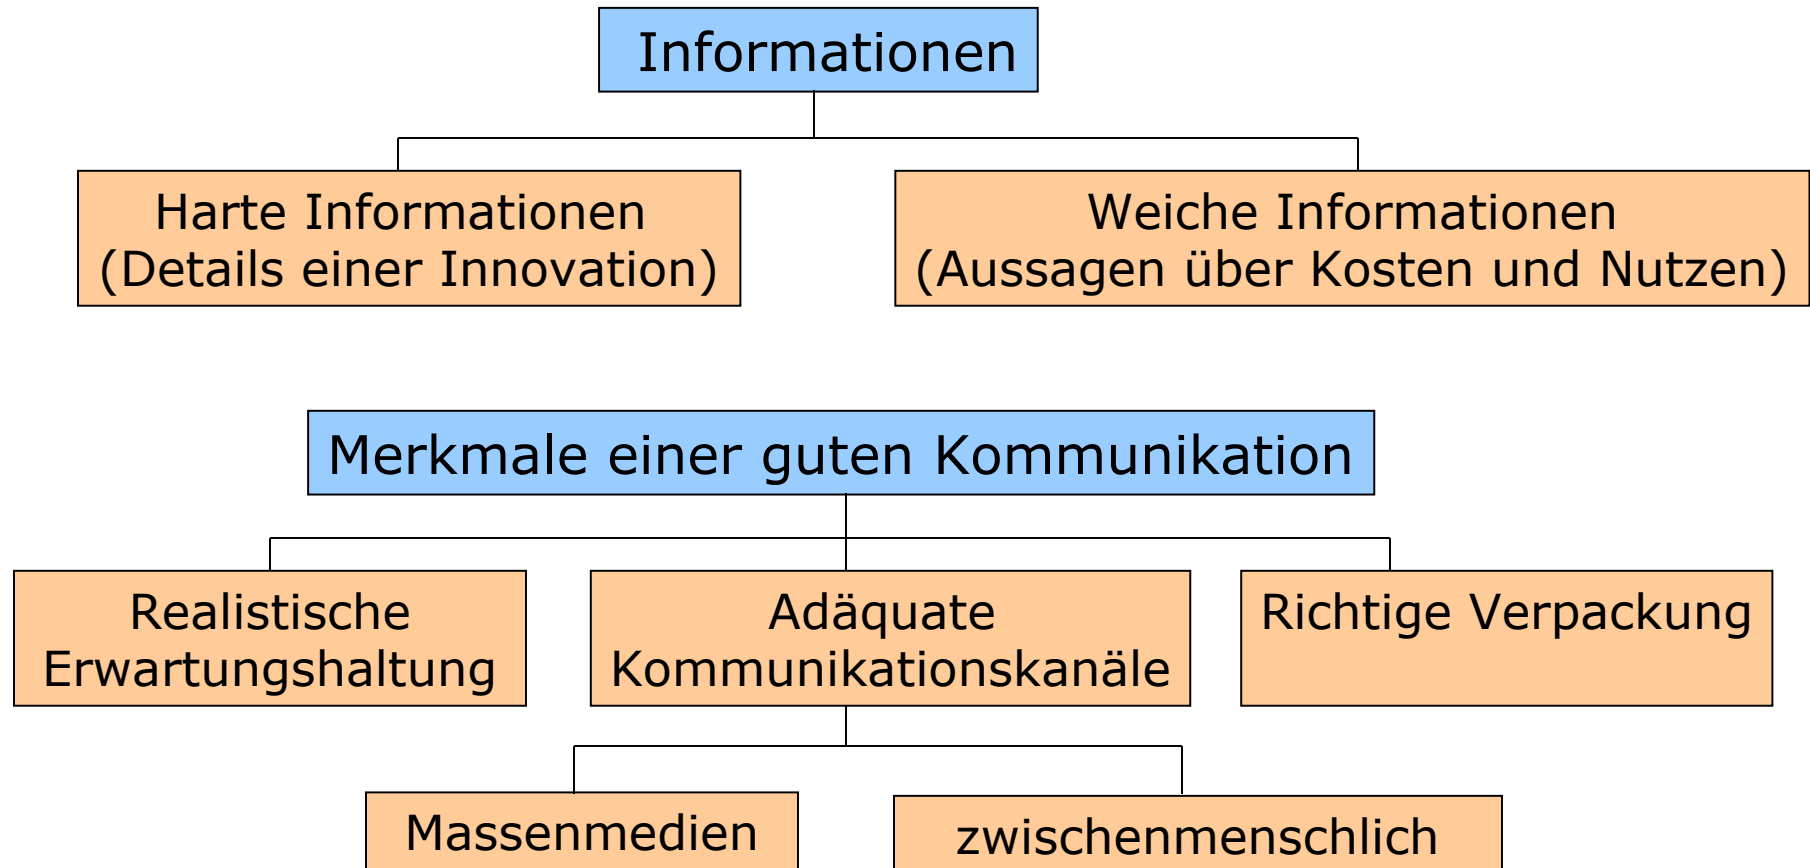 Informationen
Harte Informationen
(Details einer Innovation)
Weiche Informationen
(Aussagen über Kosten und Nutzen)
Merkmale einer guten Kommunikation
Realistische
Erwartungshaltung
Adäquate
Kommunikationskanäle
Richtige Verpackung
Massenmedien
zwischenmenschlich